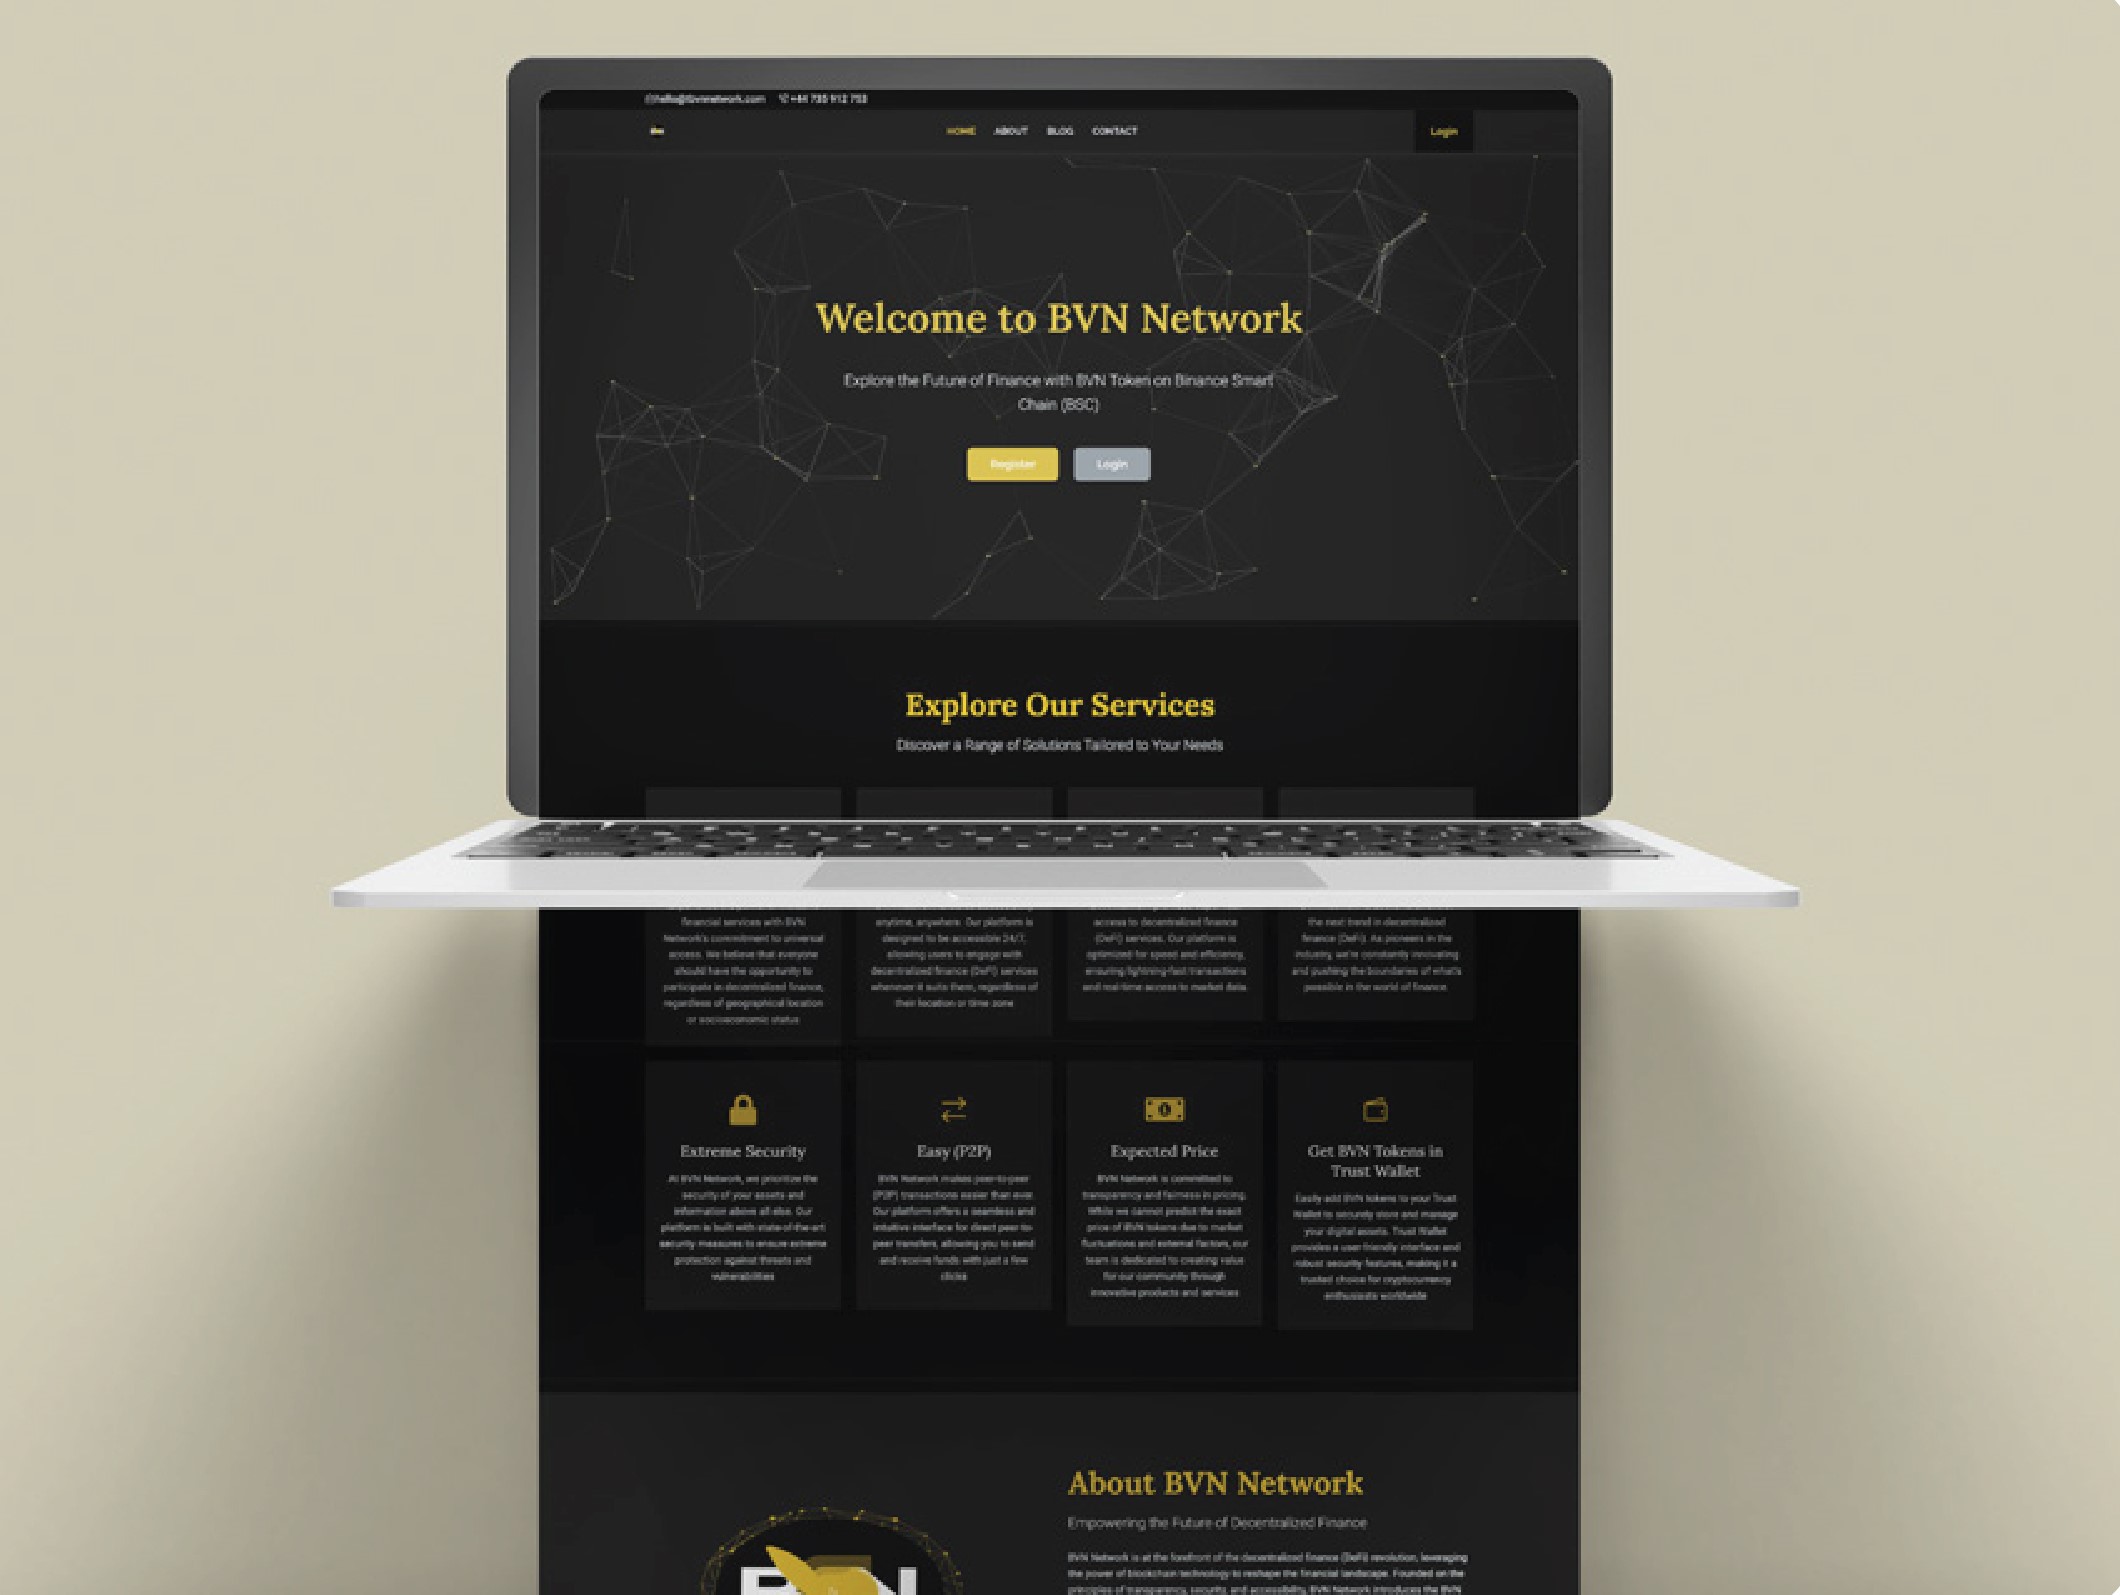 hello@bvnnetwork.com +44 735 912 753
HOME ABOUT BLOG CONTACT
Login
Welcome to BVN Network
Explore the Future of Finance with BVN Token on Binance Smart
Chain (BSC)
Register Login
Explore Our Services
Discover a Range of Solutions Tailored to Your Needs
financial services with BVN
Network's commitment to universal
access. We believe that everyone
should have the opportunity to
participate in decentralized finance,
regardless of geographical location
or socioeconomic status
anytime, anywhere. Our platform is
designed to be accessible 24/7,
allowing users to engage with
decentralized finance (DeFi) services
whenever it suits them, regardless of
their location or time zone
access to decentralized finance
(DeFi) services. Our platform is
optimized for speed and efficiency,
ensuring lightning-fast transactions
and real-time access to market data.
the next trend in decentralized
finance (DeFi). As pioneers in the
industry, we're constantly innovating
and pushing the boundaries of what's
possible in the world of finance.
Extreme Security
At BVN Network, we prioritize the
security of your assets and
information above all else. Our
platform is built with state-of-the-art
security measures to ensure extreme
protection against threats and
vulnerabilities
Easy (P2P)
BVN Network makes peer-to-peer
(P2P) transactions easier than ever.
Our platform offers a seamless and
intuitive interface for direct peer-to-
peer transfers, allowing you to send
and receive funds with just a few
clicks
Expected Price
BVN Network is committed to
transparency and fairness in pricing.
While we cannot predict the exact
price of BVN tokens due to market
fluctuations and external factors, our
team is dedicated to creating value
for our community through
innovative products and services
Get BVN Tokens in
Trust Wallet
Easily add BVN tokens to your Trust
Wallet to securely store and manage
your digital assets. Trust Wallet
provides a user-friendly interface and
robust security features, making it a
trusted choice for cryptocurrency
enthusiasts worldwide
About BVN Network
Empowering the Future of Decentralized Finance
BVN Network is at the forefront of the decentralized finance (DeFi) revolution, leveraging
the power of blockchain technology to reshape the financial landscape. Founded on the
principles of transparency, security, and accessibility, BVN Network introduces the BVN